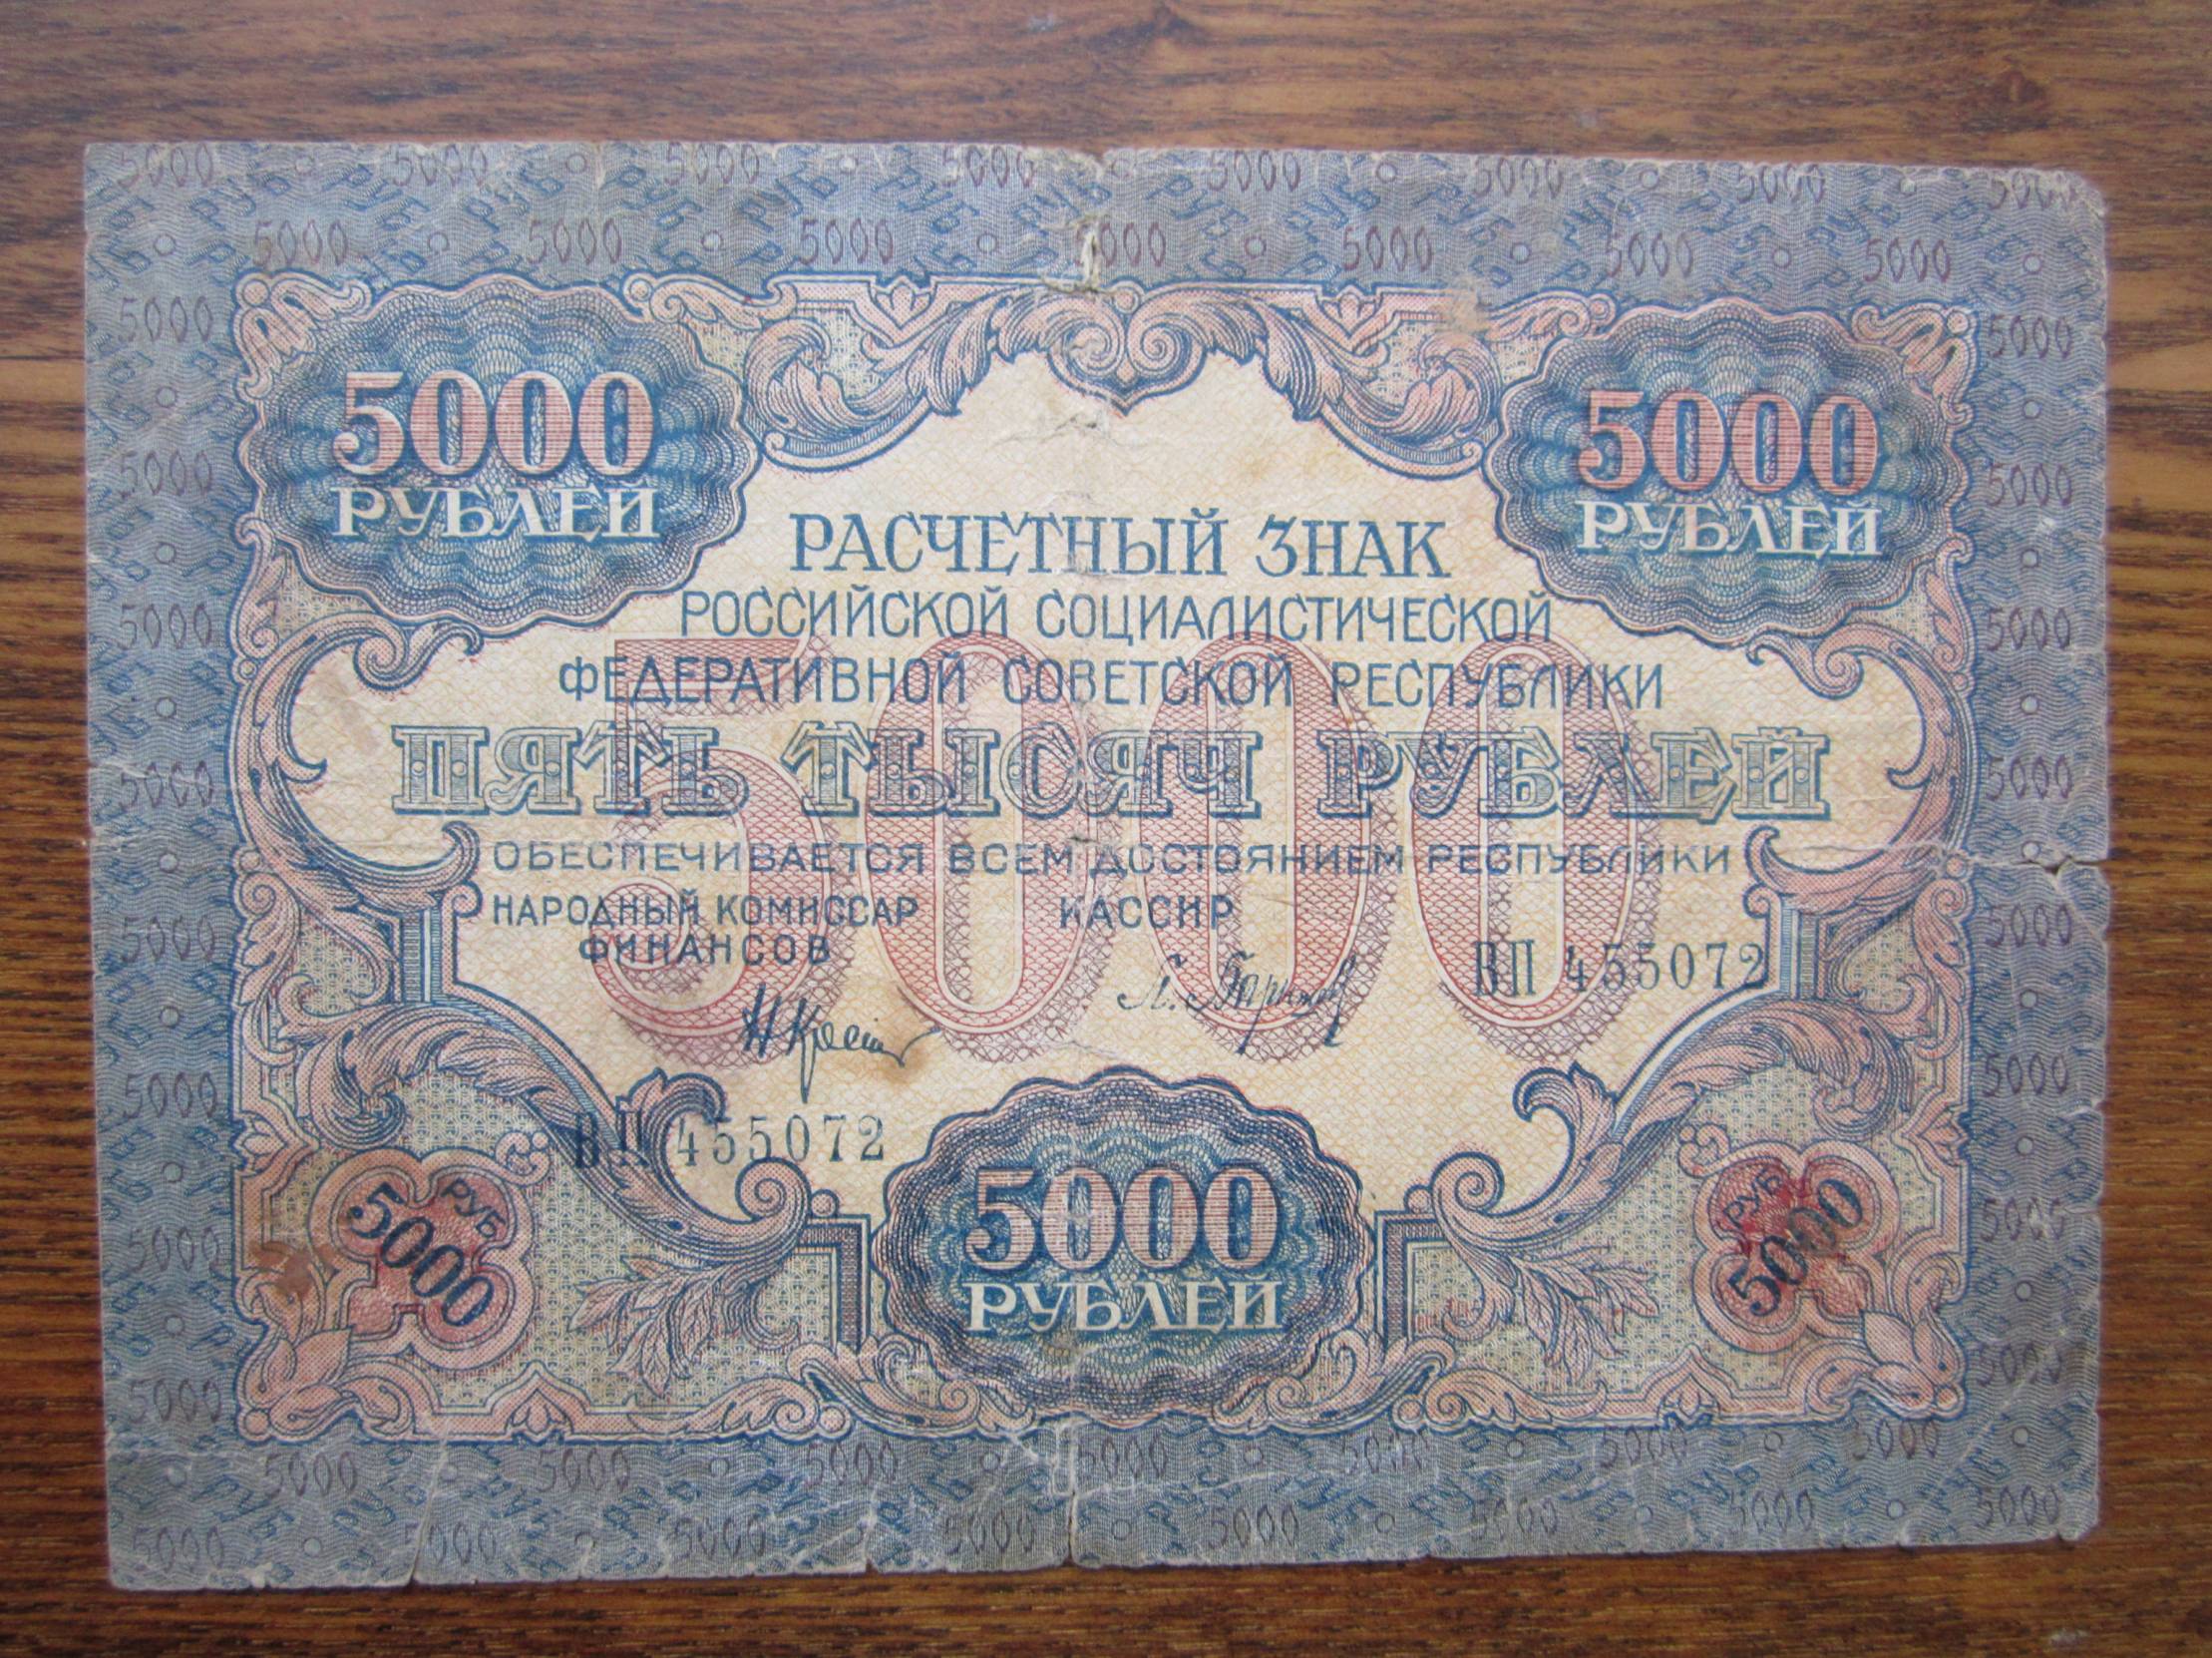 5000
РУБЛЕЙ
5000
РУБЛЕЙ
РАСЧЕТНЫЙ ЗНАК
РОССИЙСКОЙ СОЦИАЛИСТИЧЕСКОЙ
ФЕДЕРАТИВНОЙ СОВЕТСКОЙ РЕСПУБЛИКИ
5000
ПЯТЬ ТЫСЯЧ РУБЛЕЙ
ОБЕСПЕЧИВАЕТСЯ ВСЕМ ДОСТОЯНИЕМ РЕСПУБЛИКИ
НАРОДНЫЙ КОМИССАР
ФИНАНСОВ
КАССИР
ВП 455072
ВП 455072
РУБ
5000
5000
РУБЛЕЙ
РУБ
5000